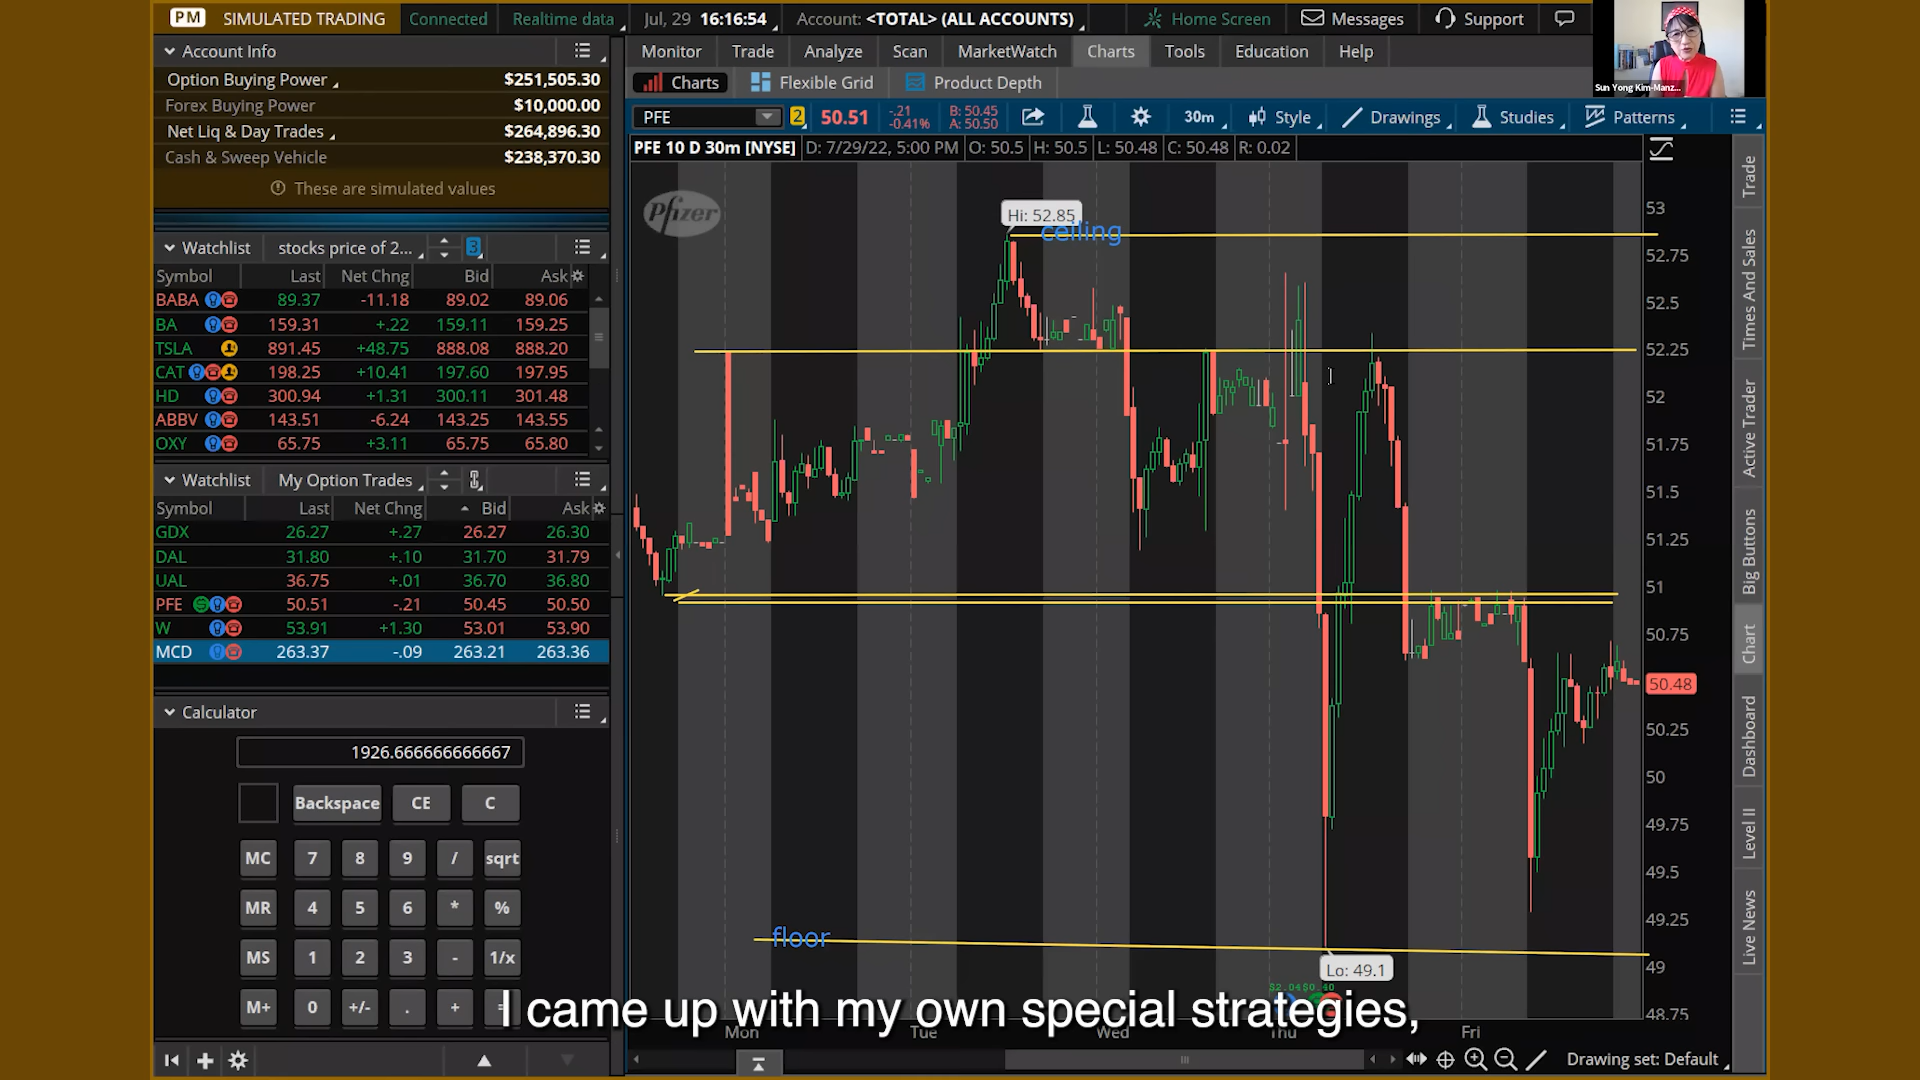 PM SIMULATED TRADING Connected Realtime data Jul, 29 16:16:54 Account: <TOTAL> (ALL ACCOUNTS) Home Screen Messages Support
Sun Yong Kim-Manz...
Account Info
Option Buying Power $251,505.30
Forex Buying Power $10,000.00
Net Liq & Day Trades $264,896.30
Cash & Sweep Vehicle $238,370.30
These are simulated values
Watchlist stocks price of 2... 3
Symbol Last Net Chng Bid Ask
BABA 89.37 -11.18 89.02 89.06
BA 159.31 +.22 159.11 159.25
TSLA 891.45 +48.75 888.08 888.20
CAT 198.25 +10.41 197.60 197.95
HD 300.94 +1.31 300.11 301.48
ABBV 143.51 -6.24 143.25 143.55
OXY 65.75 +3.11 65.75 65.80
Watchlist My Option Trades
Symbol Last Net Chng Bid Ask
GDX 26.27 +.27 26.27 26.30
DAL 31.80 +.10 31.70 31.79
UAL 36.75 +.01 36.70 36.80
PFE 50.51 -.21 50.45 50.50
W 53.91 +1.30 53.01 53.90
MCD 263.37 -.09 263.21 263.36
Calculator
1926.666666666667
Backspace CE C
MC 7 8 9 / sqrt
MR 4 5 6 * %
MS 1 2 3 - 1/x
M+ 0 +/- . + =
Monitor Trade Analyze Scan MarketWatch Charts Tools Education Help
Charts Flexible Grid Product Depth
PFE 2 50.51 -.21 -0.41% B: 50.45 A: 50.50 30m Style Drawings Studies Patterns
PFE 10 D 30m [NYSE] D: 7/29/22, 5:00 PM O: 50.5 H: 50.5 L: 50.48 C: 50.48 R: 0.02
Pfizer
Hi: 52.85
ceiling
floor
Lo: 49.1
$2.04$0.40
53
52.75
52.5
52.25
52
51.75
51.5
51.25
51
50.75
50.48
50.25
50
49.75
49.5
49.25
49
48.75
Mon Tue Wed Thu Fri
I came up with my own special strategies,
Drawing set: Default
Trade
Times And Sales
Active Trader
Big Buttons
Chart
Dashboard
Level II
Live News